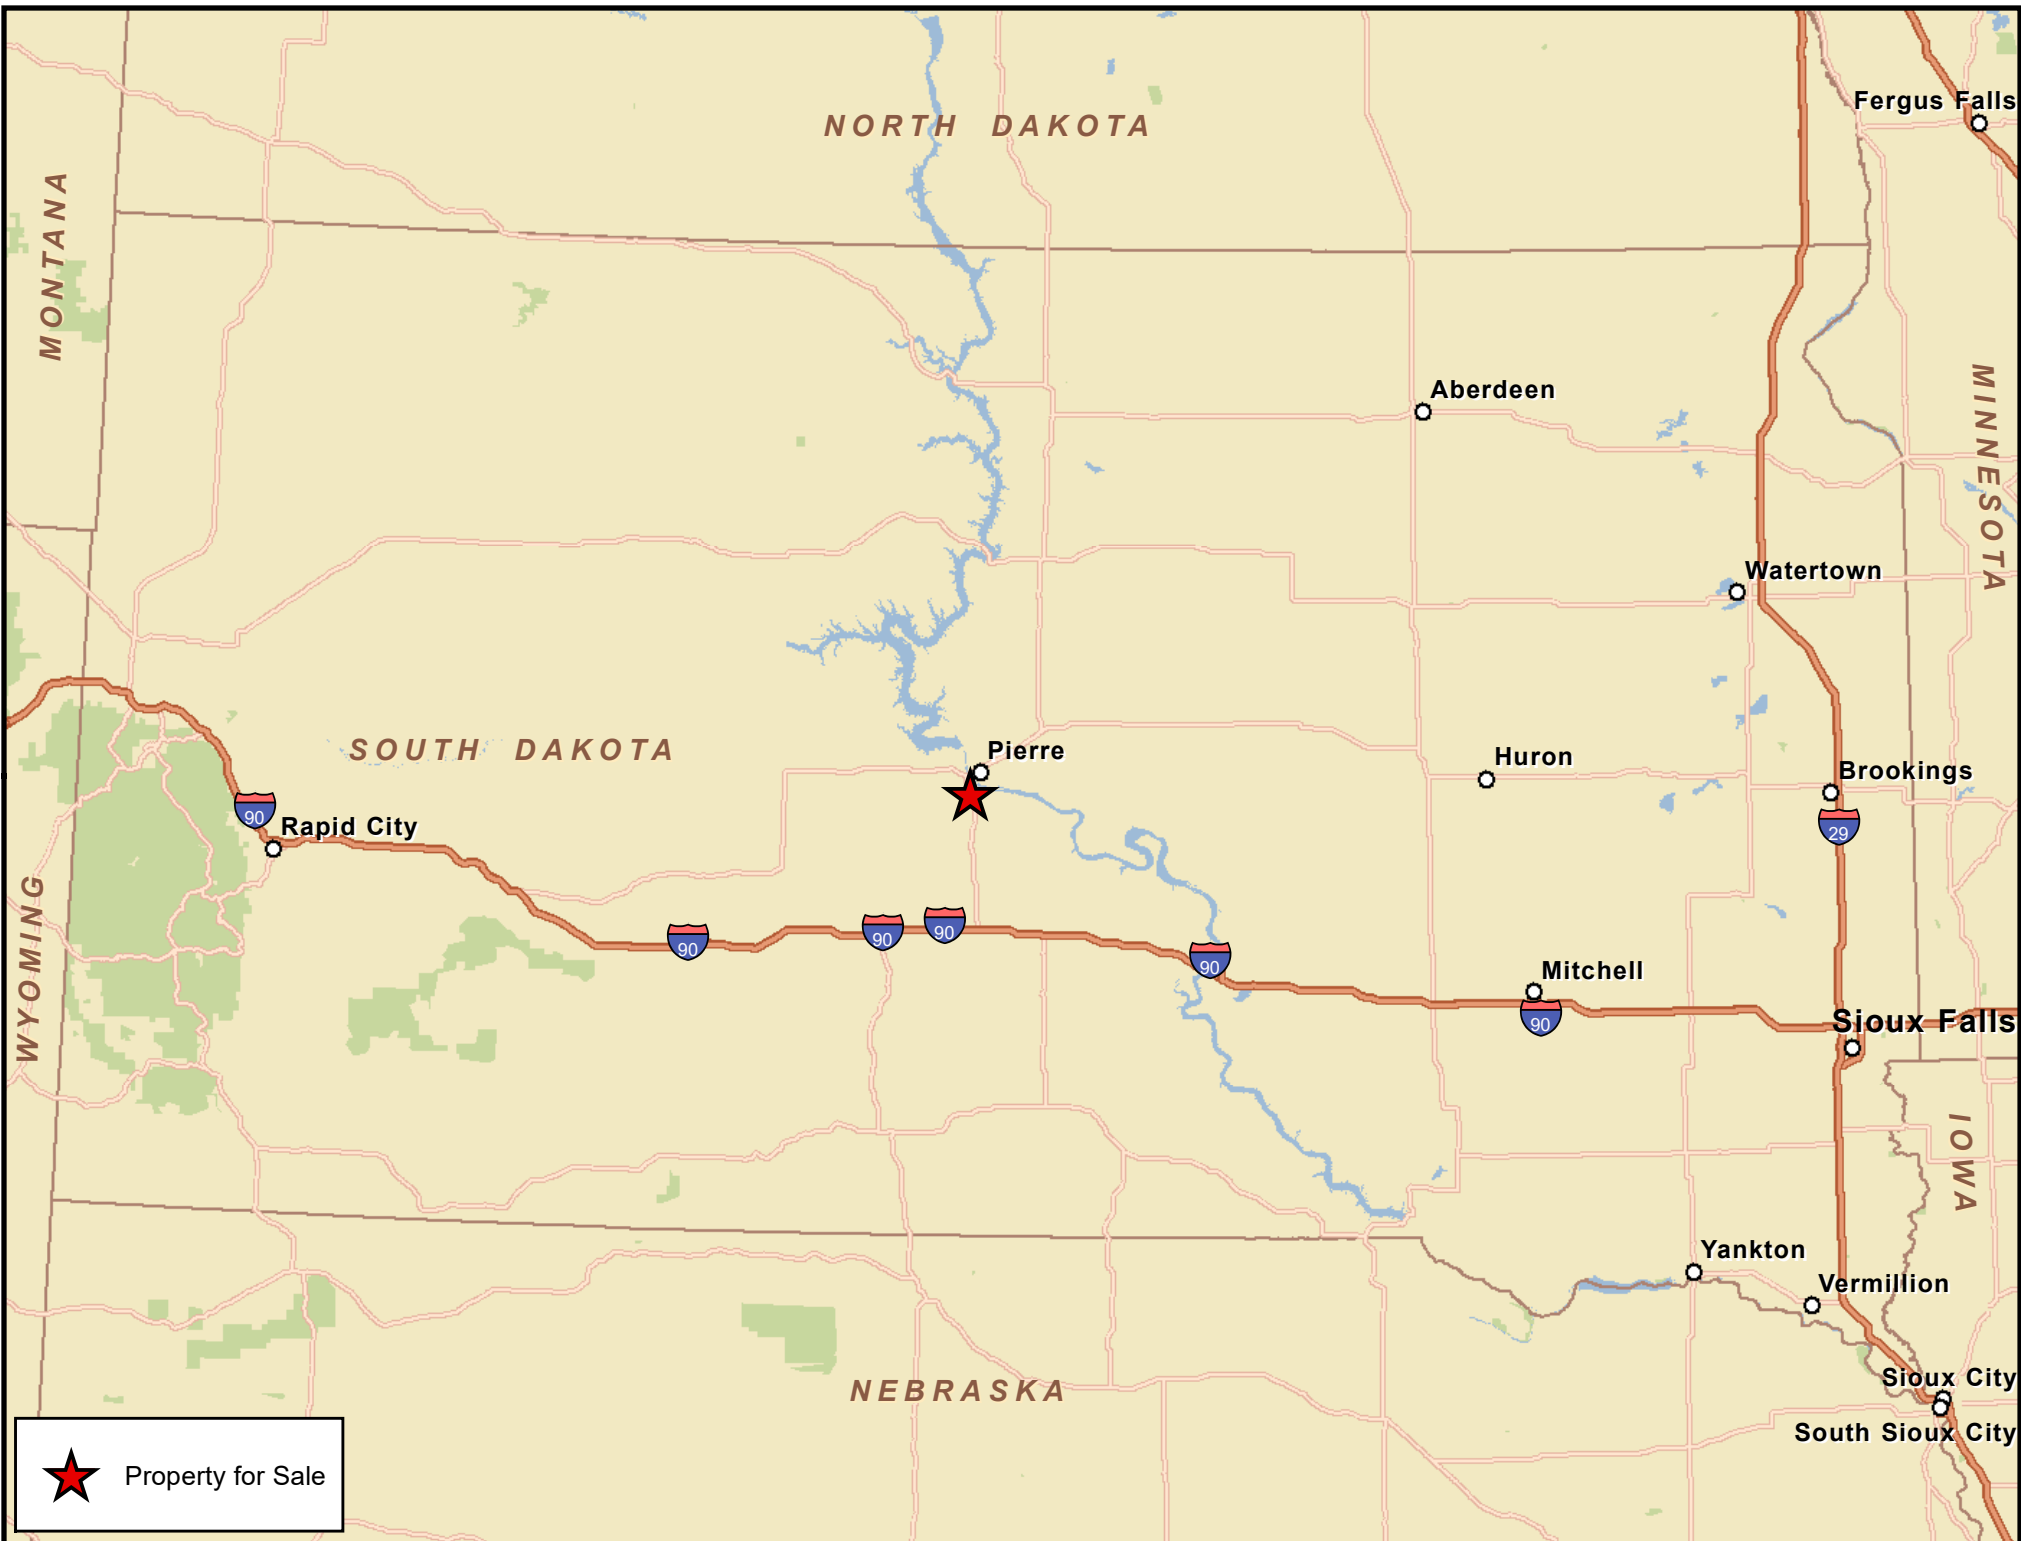 Fergus Falls
NORTH DAKOTA
MONTANA
MINNESOTA
Aberdeen
Watertown
SOUTH DAKOTA
Pierre
Huron
Brookings
90
Rapid City
29
WYOMING
90
90
90
90
Mitchell
90
Sioux Falls
IOWA
Yankton
Vermillion
Sioux City
NEBRASKA
South Sioux City
Property for Sale